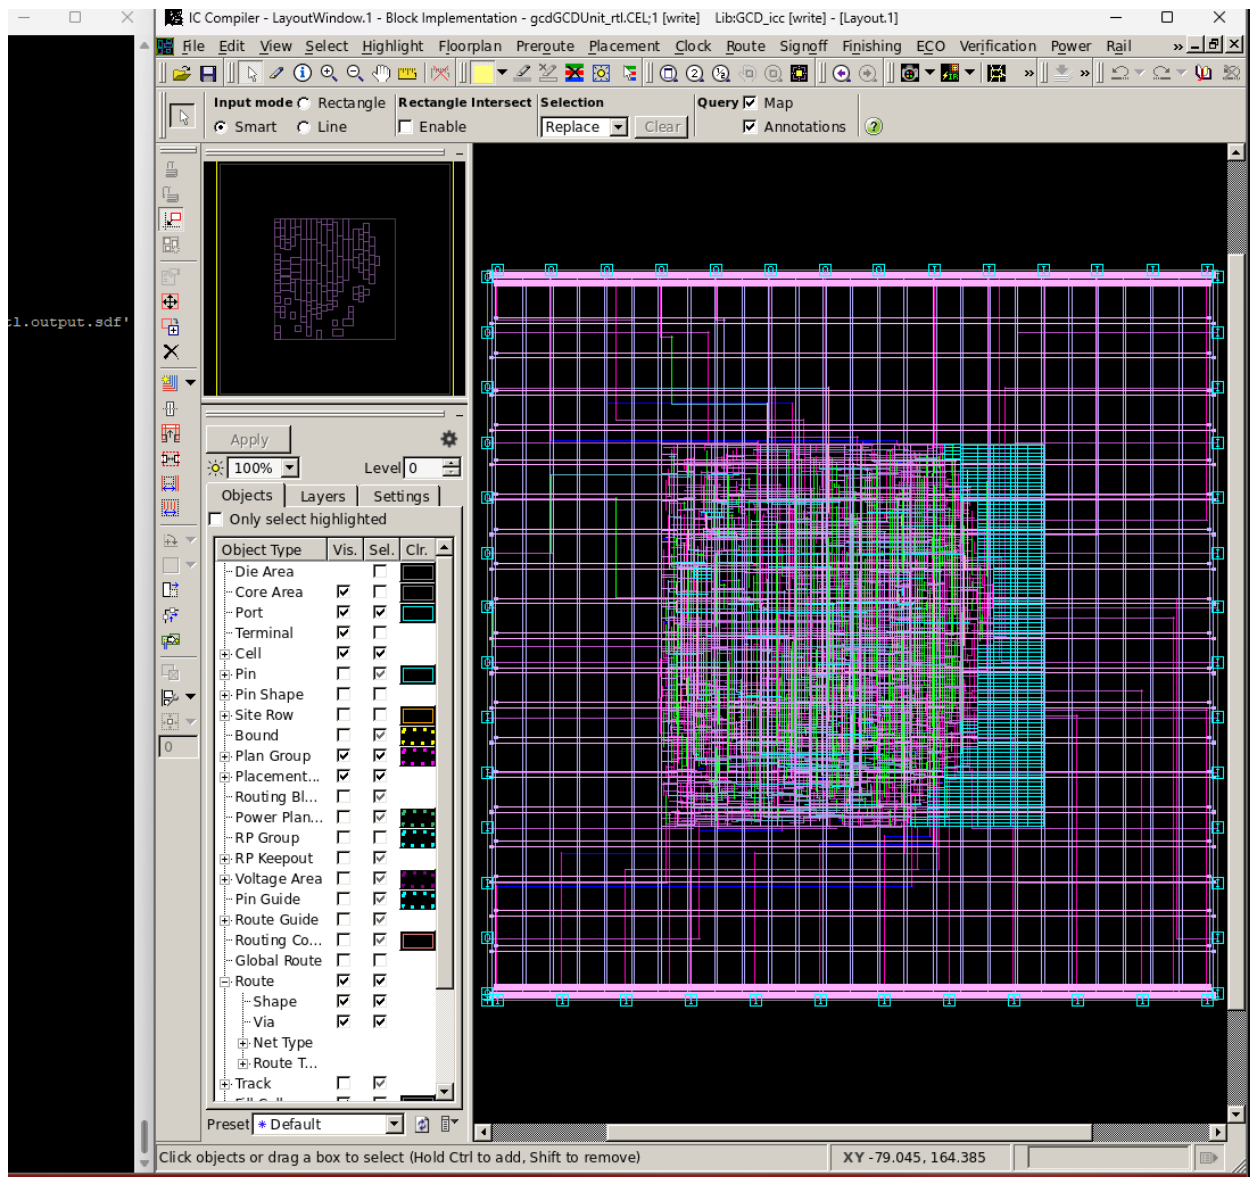 IC Compiler - LayoutWindow.1 - Block Implementation - gcdGCDUnit_rtl.CEL;1 [write]    Lib:GCD_icc [write] - [Layout.1]
File Edit View Select Highlight Floorplan Preroute Placement Clock Route Signoff Finishing ECO Verification Power Rail »
Input mode Rectangle Rectangle Intersect Selection Query Map
Smart Line Enable Replace Clear Annotations
tl.output.sdf'
Apply
100% Level 0
Objects Layers Settings
Only select highlighted
Object Type Vis. Sel. Clr.
Die Area
Core Area
Port
Terminal
Cell
Pin
Pin Shape
Site Row
Bound
Plan Group
Placement...
Routing Bl...
Power Plan...
RP Group
RP Keepout
Voltage Area
Pin Guide
Route Guide
Routing Co...
Global Route
Route
Shape
Via
Net Type
Route T...
Track
0
Preset * Default
Click objects or drag a box to select (Hold Ctrl to add, Shift to remove)
XY -79.045, 164.385